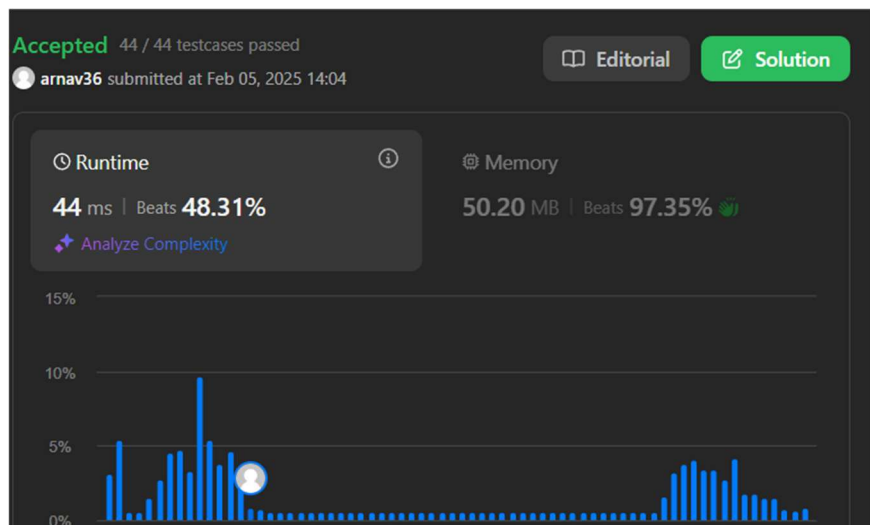 Accepted 44 / 44 testcases passed
Editorial
Solution
arnav36 submitted at Feb 05, 2025 14:04
Runtime
44 ms | Beats 48.31%
Analyze Complexity
Memory
50.20 MB | Beats 97.35%
15%
10%
5%
0%